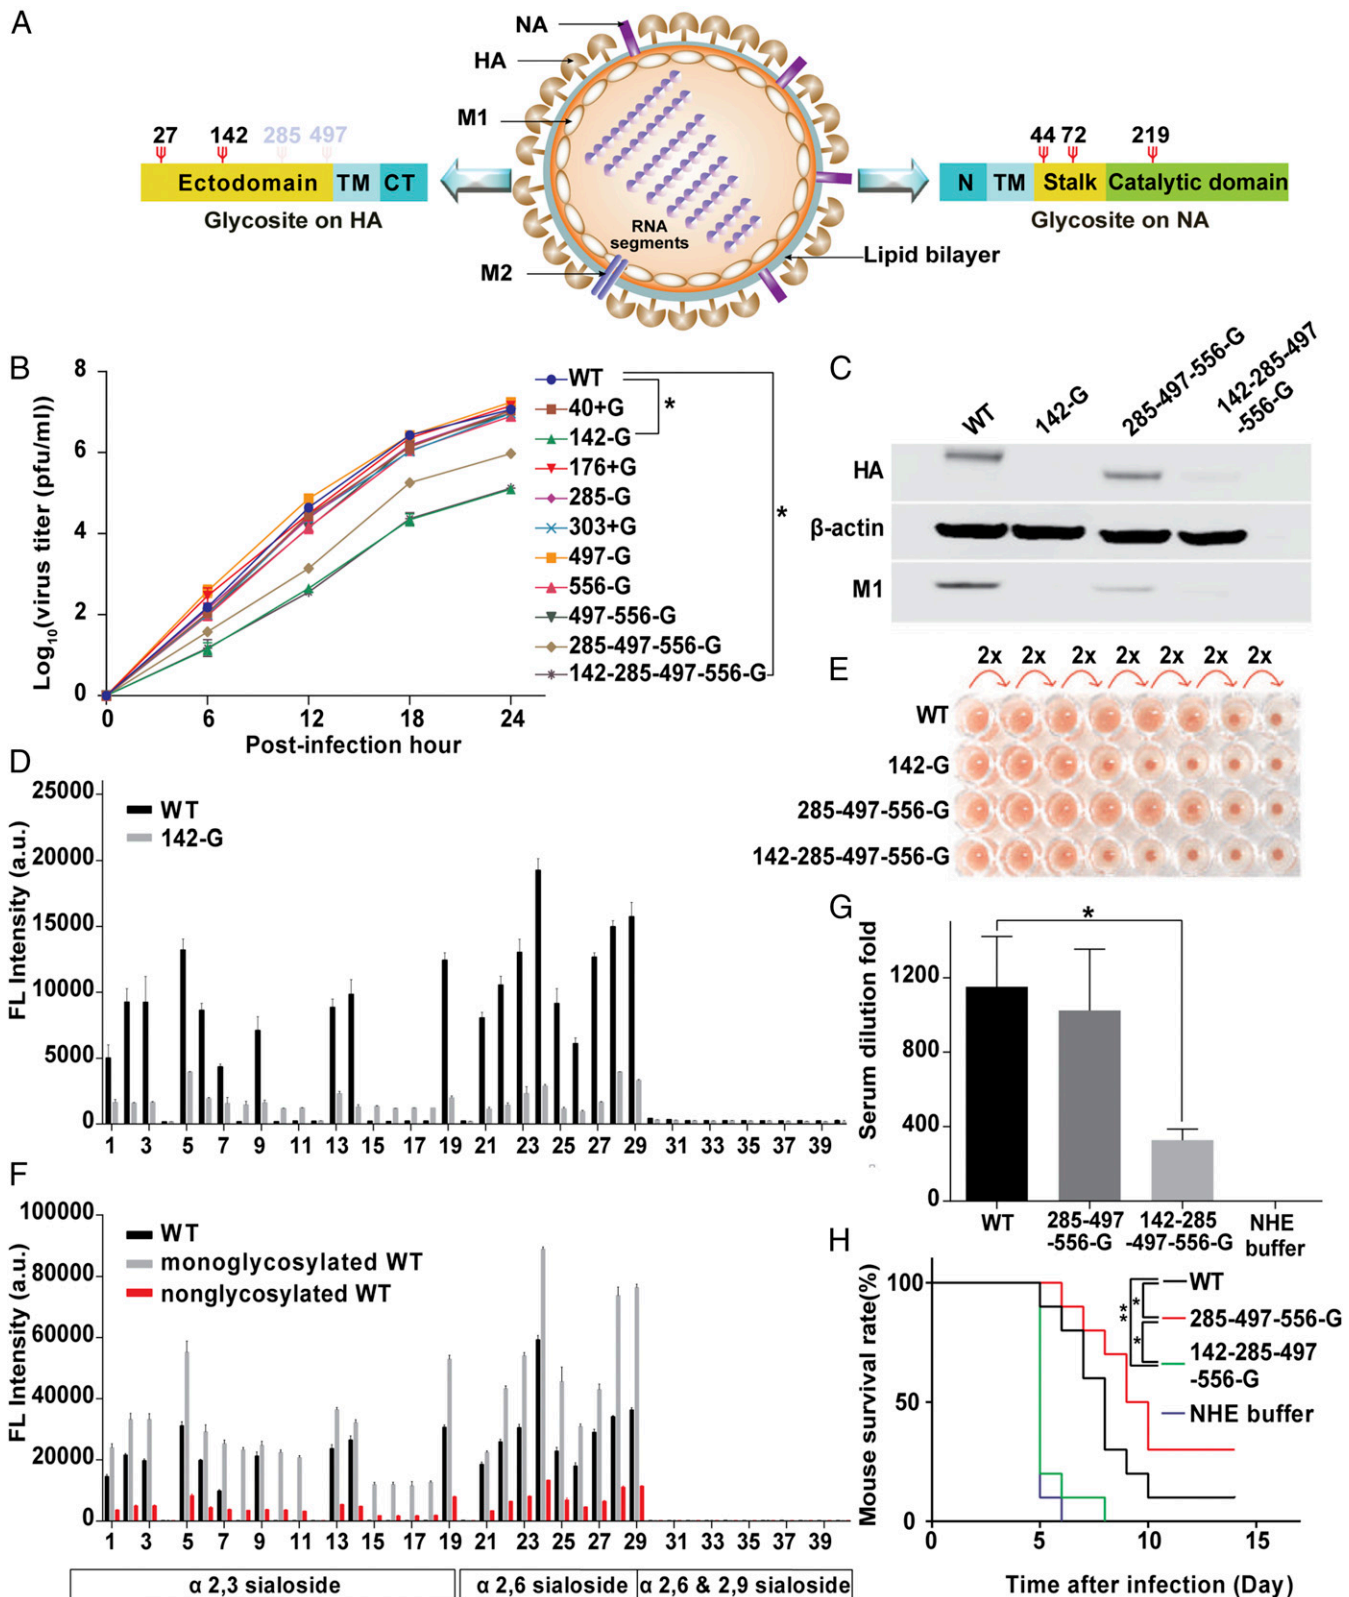 A
NA
HA
M1
M2
RNA
segments
Lipid bilayer
27 142 285 497
Ectodomain TM CT
Glycosite on HA
44 72 219
N TM Stalk Catalytic domain
Glycosite on NA
B
Log10(virus titer (pfu/ml))
8
6
4
2
0
0 6 12 18 24
Post-infection hour
WT
40+G
142-G
176+G
285-G
303+G
497-G
556-G
497-556-G
285-497-556-G
142-285-497-556-G
*
*
C
WT
142-G
285-497-556-G
142-285-497
-556-G
HA
β-actin
M1
D
FL Intensity (a.u.)
25000
20000
15000
10000
5000
0
WT
142-G
1 3 5 7 9 11 13 15 17 19 21 23 25 27 29 31 33 35 37 39
E
2x 2x 2x 2x 2x 2x 2x
WT
142-G
285-497-556-G
142-285-497-556-G
F
FL Intensity (a.u.)
100000
80000
60000
40000
20000
0
WT
monoglycosylated WT
nonglycosylated WT
1 3 5 7 9 11 13 15 17 19 21 23 25 27 29 31 33 35 37 39
α 2,3 sialoside
α 2,6 sialoside
α 2,6 & 2,9 sialoside
G
Serum dilution fold
1200
800
400
0
*
WT
285-497
-556-G
142-285
-497-556-G
NHE
buffer
H
Mouse survival rate(%)
100
50
0
0 5 10 15
Time after infection (Day)
WT
285-497-556-G
142-285-497
-556-G
NHE buffer
*
**
*